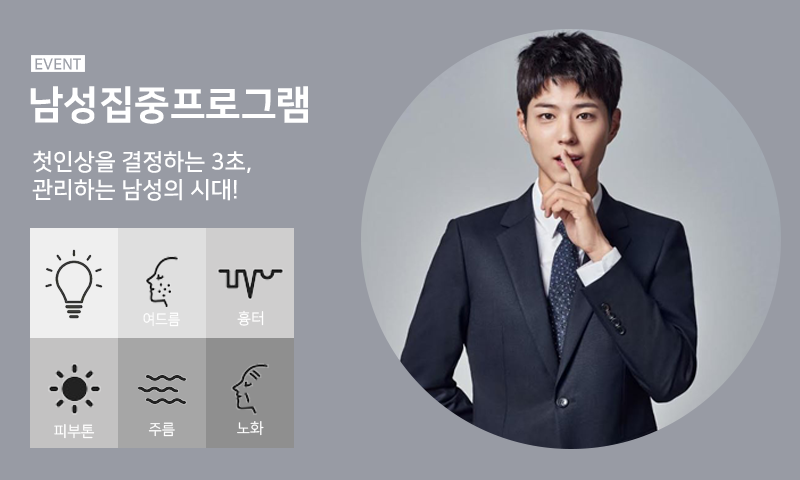 EVENT
남성집중프로그램
첫인상을 결정하는 3초,
관리하는 남성의 시대!
여드름
흉터
피부톤
주름
노화